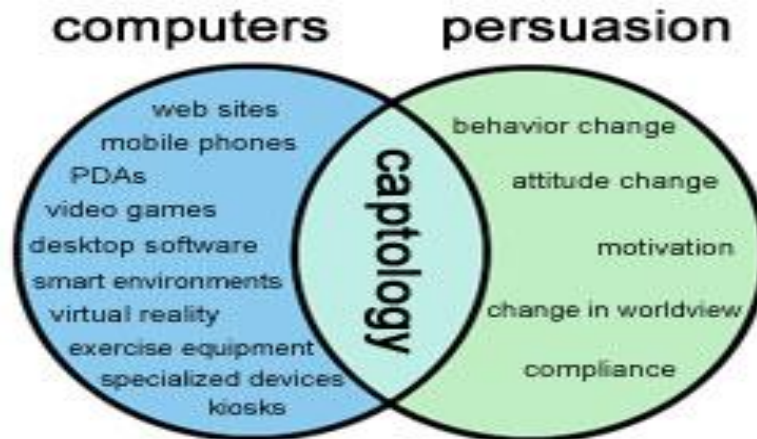 computers
persuasion
web sites
mobile phones
PDAs
video games
desktop software
smart environments
virtual reality
exercise equipment
specialized devices
kiosks
captology
behavior change
attitude change
motivation
change in worldview
compliance